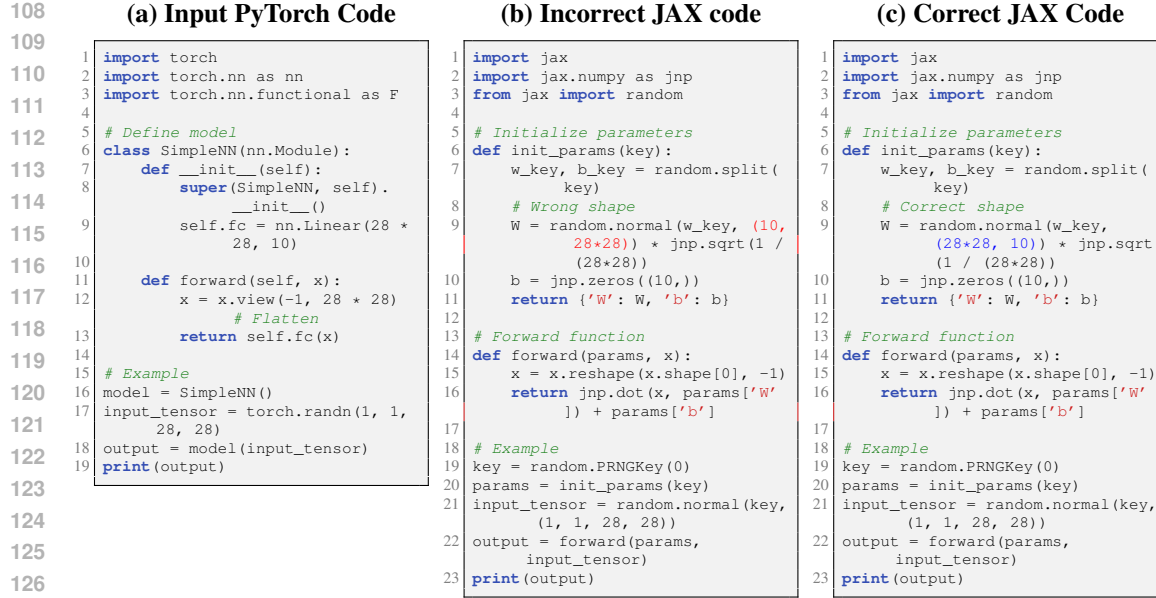 108
109
110
111
112
113
114
115
116
117
118
119
120
121
122
123
124
125
126
(a) Input PyTorch Code
1 import torch
2 import torch.nn as nn
3 import torch.nn.functional as F
4
5 # Define model
6 class SimpleNN(nn.Module):
7     def __init__(self):
8         super(SimpleNN, self).
            __init__()
9         self.fc = nn.Linear(28 *
            28, 10)
10
11     def forward(self, x):
12         x = x.view(-1, 28 * 28)
            # Flatten
13         return self.fc(x)
14
15 # Example
16 model = SimpleNN()
17 input_tensor = torch.randn(1, 1,
        28, 28)
18 output = model(input_tensor)
19 print(output)
(b) Incorrect JAX code
1 import jax
2 import jax.numpy as jnp
3 from jax import random
4
5 # Initialize parameters
6 def init_params(key):
7     w_key, b_key = random.split(
            key)
8     # Wrong shape
9     W = random.normal(w_key, (10,
            28*28)) * jnp.sqrt(1 /
            (28*28))
10     b = jnp.zeros((10,))
11     return {'W': W, 'b': b}
12
13 # Forward function
14 def forward(params, x):
15     x = x.reshape(x.shape[0], -1)
16     return jnp.dot(x, params['W'
            ]) + params['b']
17
18 # Example
19 key = random.PRNGKey(0)
20 params = init_params(key)
21 input_tensor = random.normal(key,
        (1, 1, 28, 28))
22 output = forward(params,
        input_tensor)
23 print(output)
(c) Correct JAX Code
1 import jax
2 import jax.numpy as jnp
3 from jax import random
4
5 # Initialize parameters
6 def init_params(key):
7     w_key, b_key = random.split(
            key)
8     # Correct shape
9     W = random.normal(w_key,
            (28*28, 10)) * jnp.sqrt
            (1 / (28*28))
10     b = jnp.zeros((10,))
11     return {'W': W, 'b': b}
12
13 # Forward function
14 def forward(params, x):
15     x = x.reshape(x.shape[0], -1)
16     return jnp.dot(x, params['W'
            ]) + params['b']
17
18 # Example
19 key = random.PRNGKey(0)
20 params = init_params(key)
21 input_tensor = random.normal(key,
        (1, 1, 28, 28))
22 output = forward(params,
        input_tensor)
23 print(output)